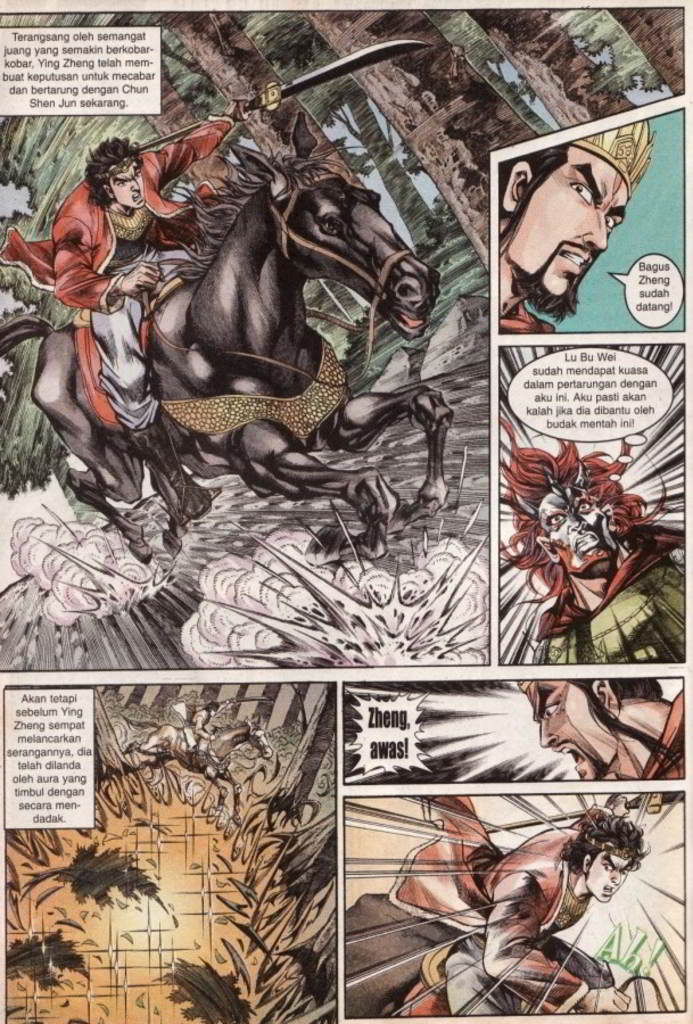 Terangsang oleh semangat
juang yang semakin berkobar-
kobar, Ying Zheng telah mem-
buat keputusan untuk mecabar
dan bertarung dengan Chun
Shen Jun sekarang.
Bagus
Zheng
sudah
datang!
Lu Bu Wei
sudah mendapat kuasa
dalam pertarungan dengan
aku ini. Aku pasti akan
kalah jika dia dibantu oleh
budak mentah ini!
Akan tetapi
sebelum Ying
Zheng sempat
melancarkan
serangannya, dia
telah dilanda
oleh aura yang
timbul dengan
secara men-
dadak.
Zheng,
awas!
Ah!